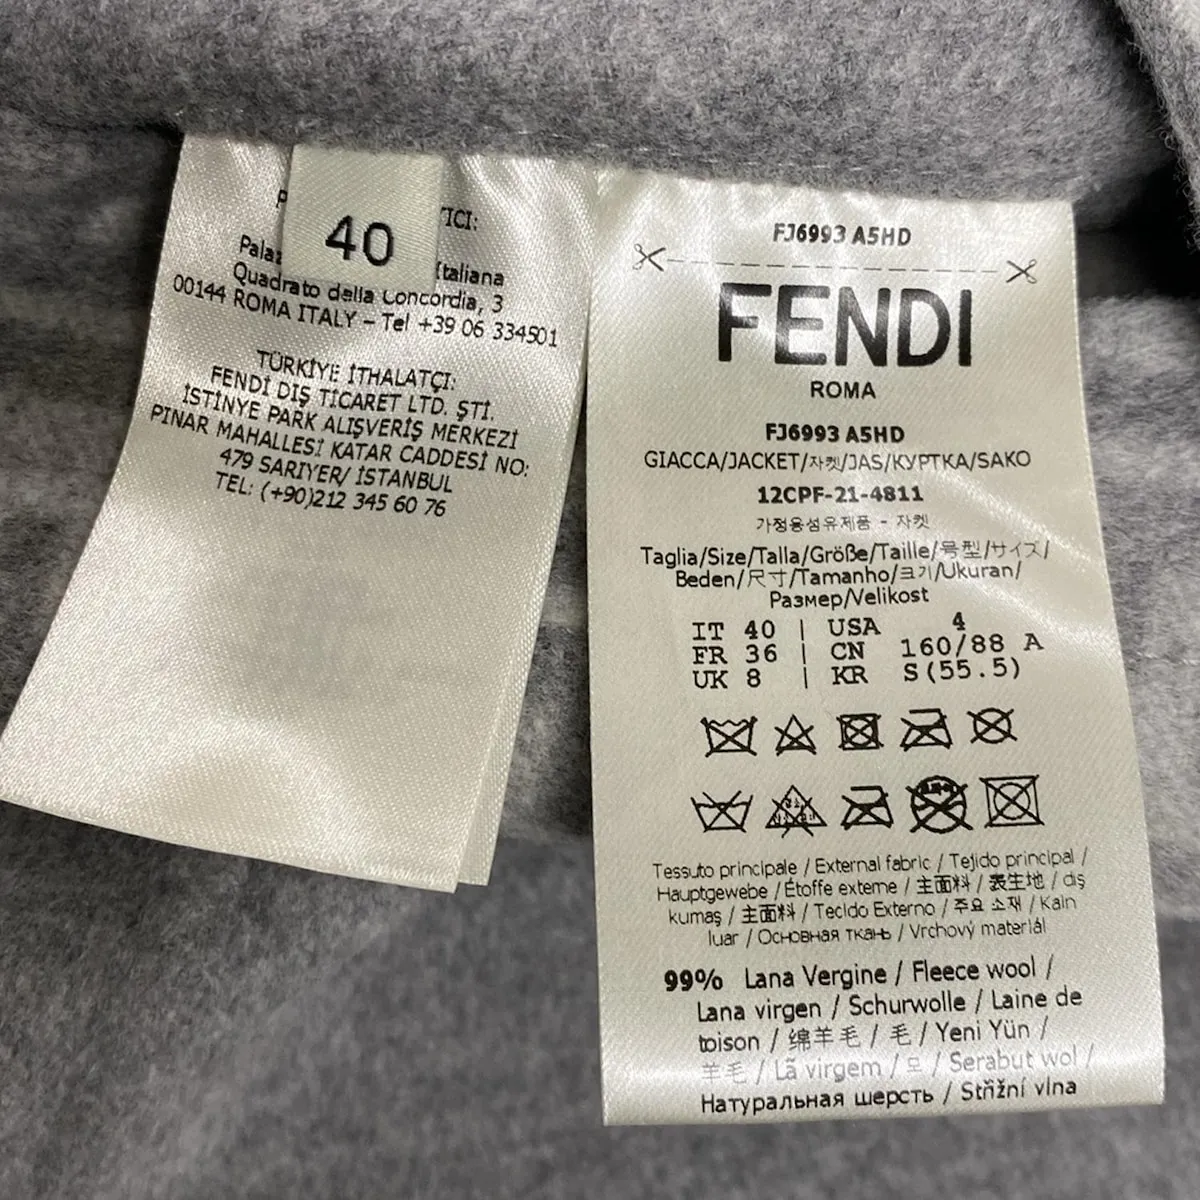 40
TICI:
Italiana
Quadrato della Concordia, 3
00144 ROMA ITALY – Tel +39 06 334501
TÜRKİYE İTHALATÇI:
FENDİ DIŞ TİCARET LTD. ŞTİ.
İSTİNYE PARK ALIŞVERİŞ MERKEZİ
PINAR MAHALLESİ KATAR CADDESİ NO:
479 SARIYER/ İSTANBUL
TEL: (+90)212 345 60 76
FJ6993 A5HD
FENDI
ROMA
FJ6993 A5HD
GIACCA/JACKET/자켓/JAS/КУРТКА/SAKO
12CPF-21-4811
가정용섬유제품 - 자켓
Taglia/Size/Talla/Größe/Taille/号型/サイズ/
Beden/尺寸/Tamanho/크기/Ukuran/
Размер/Velikost
IT 40 | USA 4
FR 36 | CN 160/88 A
UK 8 | KR S(55.5)
Tessuto principale / External fabric / Tejido principal /
Hauptgewebe / Étoffe externe / 主面料 / 表生地 / dış
kumaş / 主面料 / Tecido Externo / 주요 소재 / Kain
luar / Основная ткань / Vrchový materiál
99% Lana Vergine / Fleece wool /
Lana virgen / Schurwolle / Laine de
toison / 绵羊毛 / 毛 / Yeni Yün /
羊毛 / Lã virgem / 모 / Serabut wol /
Натуральная шерсть / Střižní vlna